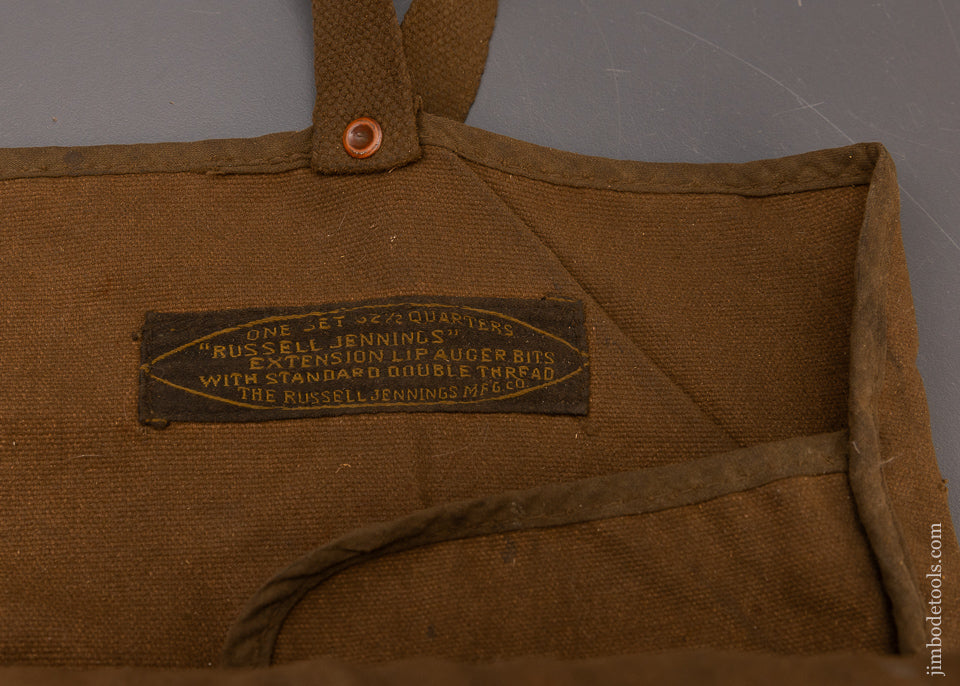 ONE SET 32½ QUARTERS
"RUSSELL JENNINGS"
EXTENSION LIP AUGER BITS
WITH STANDARD DOUBLE THREAD
THE RUSSELL JENNINGS MFG. CO.
jimbodetools.com